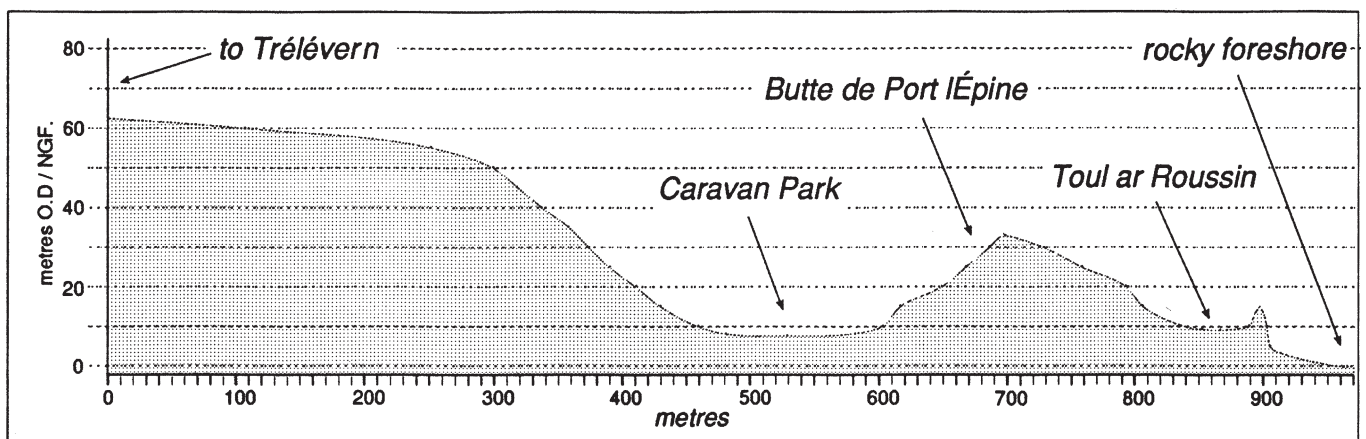 80
to Trélévern
rocky foreshore
Butte de Port lÉpine
60
Toul ar Roussin
Caravan Park
40
metres O.D / NGF.
20
0
0 100 200 300 400 500 600 700 800 900
metres